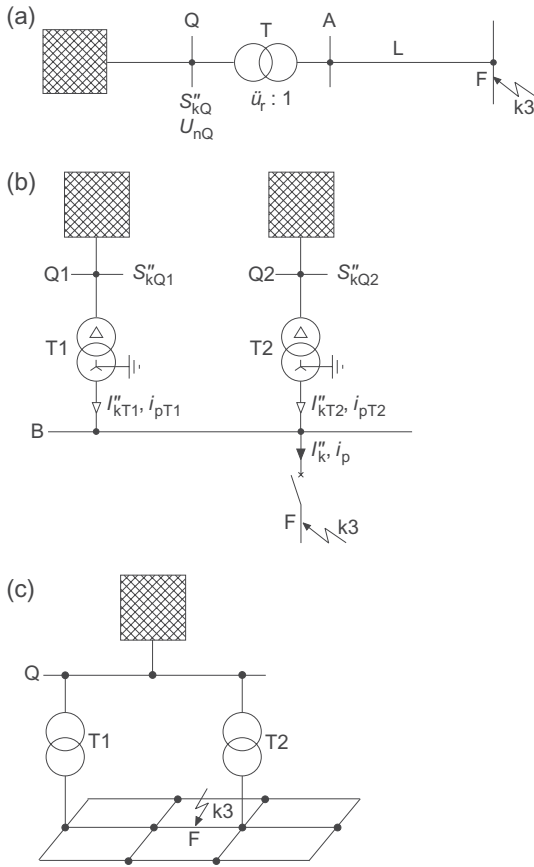 (a)
Q T A L F
S″kQ
UnQ
ür : 1
k3
(b)
Q1 S″kQ1 Q2 S″kQ2
T1 T2
I″kT1, ipT1 I″kT2, ipT2
B
I″k, ip
F k3
(c)
Q
T1 T2
k3
F